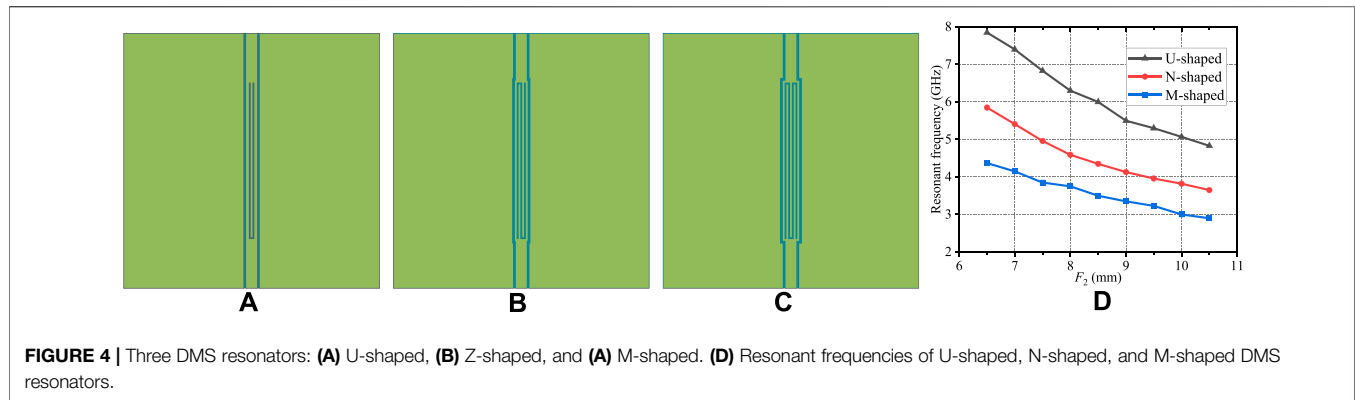 A
B
C
8
7
6
5
4
3
2
Resonant frequency (GHz)
U-shaped
N-shaped
M-shaped
6 7 8 9 10 11
F2 (mm)
D
FIGURE 4 | Three DMS resonators: (A) U-shaped, (B) Z-shaped, and (A) M-shaped. (D) Resonant frequencies of U-shaped, N-shaped, and M-shaped DMS
resonators.